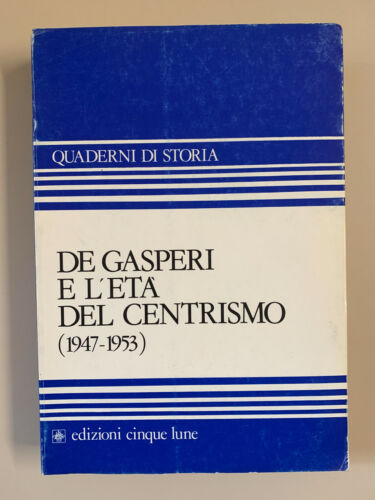 QUADERNI DI STORIA
DE GASPERI
E L'ETÀ
DEL CENTRISMO
(1947-1953)
edizioni cinque lune